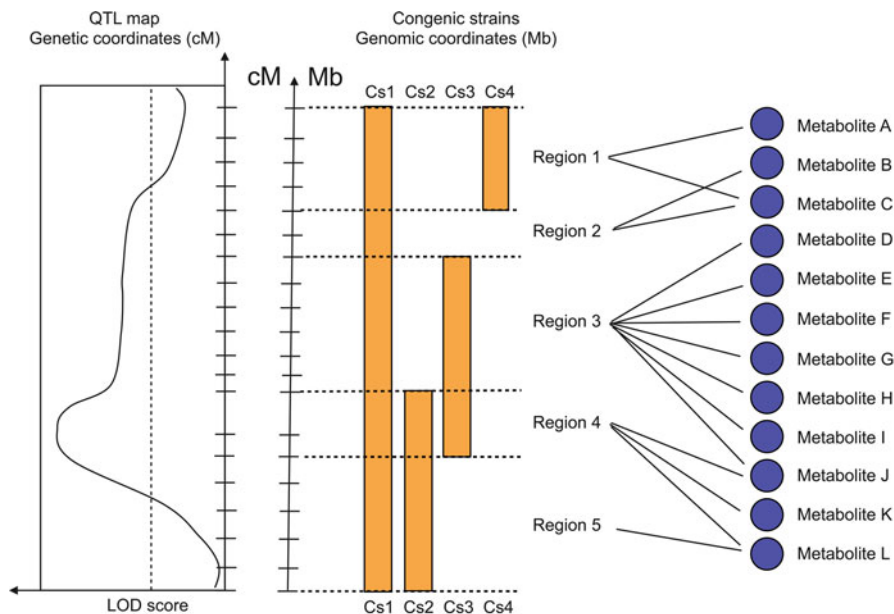 QTL map
Genetic coordinates (cM)
Congenic strains
Genomic coordinates (Mb)
cM
Mb
Cs1
Cs2
Cs3
Cs4
Region 1
Region 2
Region 3
Region 4
Region 5
Metabolite A
Metabolite B
Metabolite C
Metabolite D
Metabolite E
Metabolite F
Metabolite G
Metabolite H
Metabolite I
Metabolite J
Metabolite K
Metabolite L
LOD score
Cs1
Cs2
Cs3
Cs4